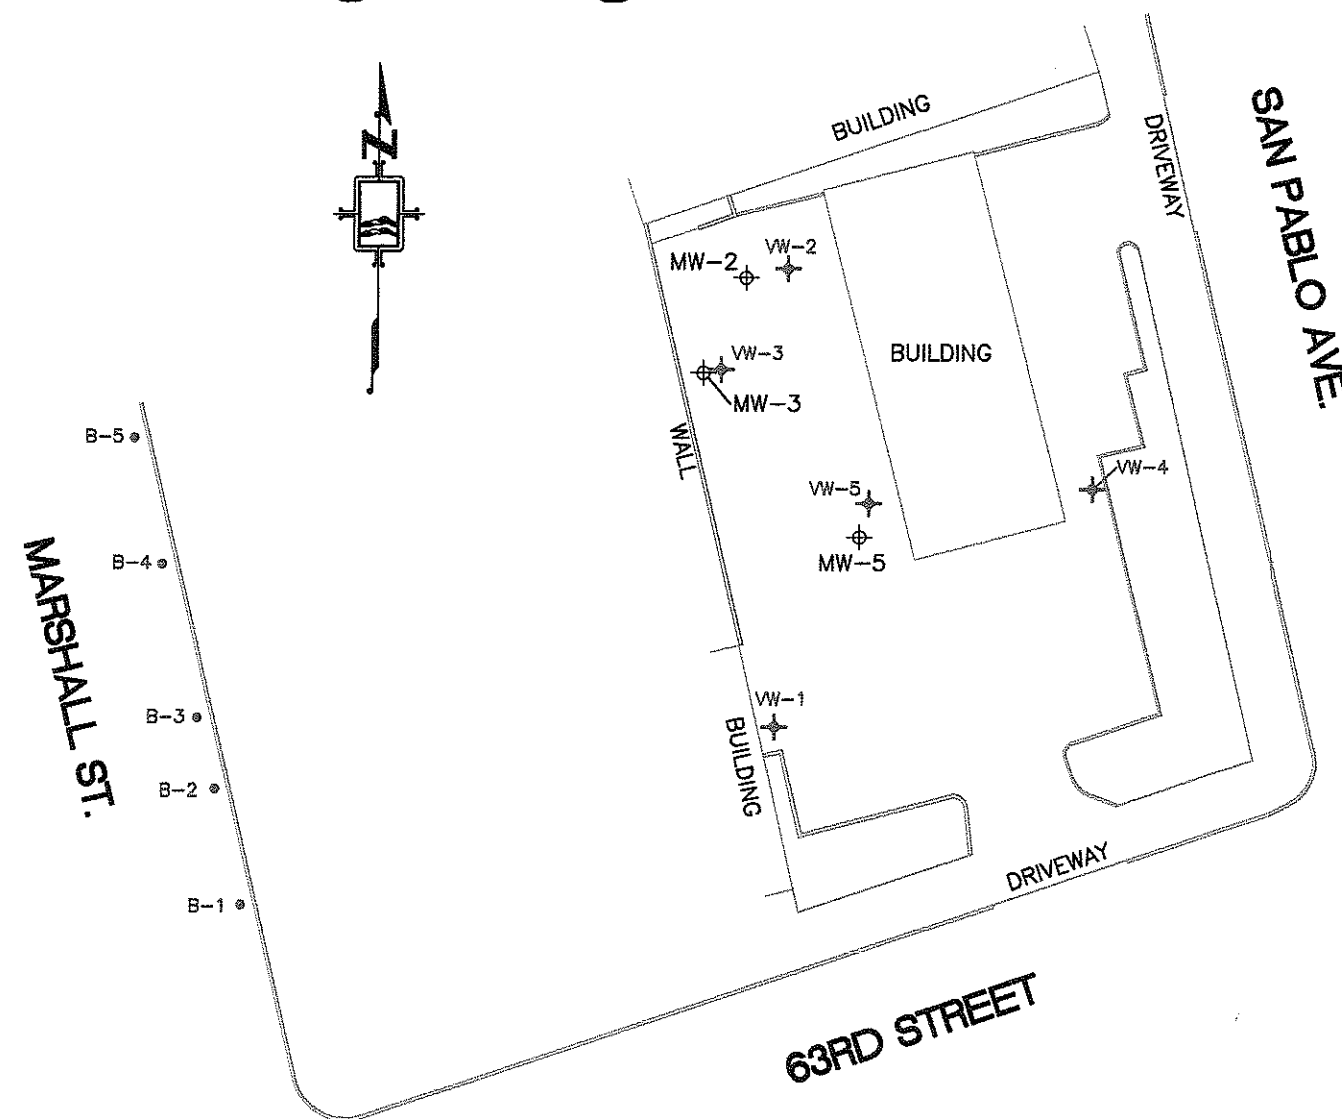 N
BUILDING
DRIVEWAY
SAN PABLO AVE.
MW-2
VW-2
VW-3
MW-3
BUILDING
WALL
B-5
VW-4
VW-5
MW-5
B-4
MARSHALL ST.
VW-1
B-3
BUILDING
B-2
DRIVEWAY
B-1
63RD STREET